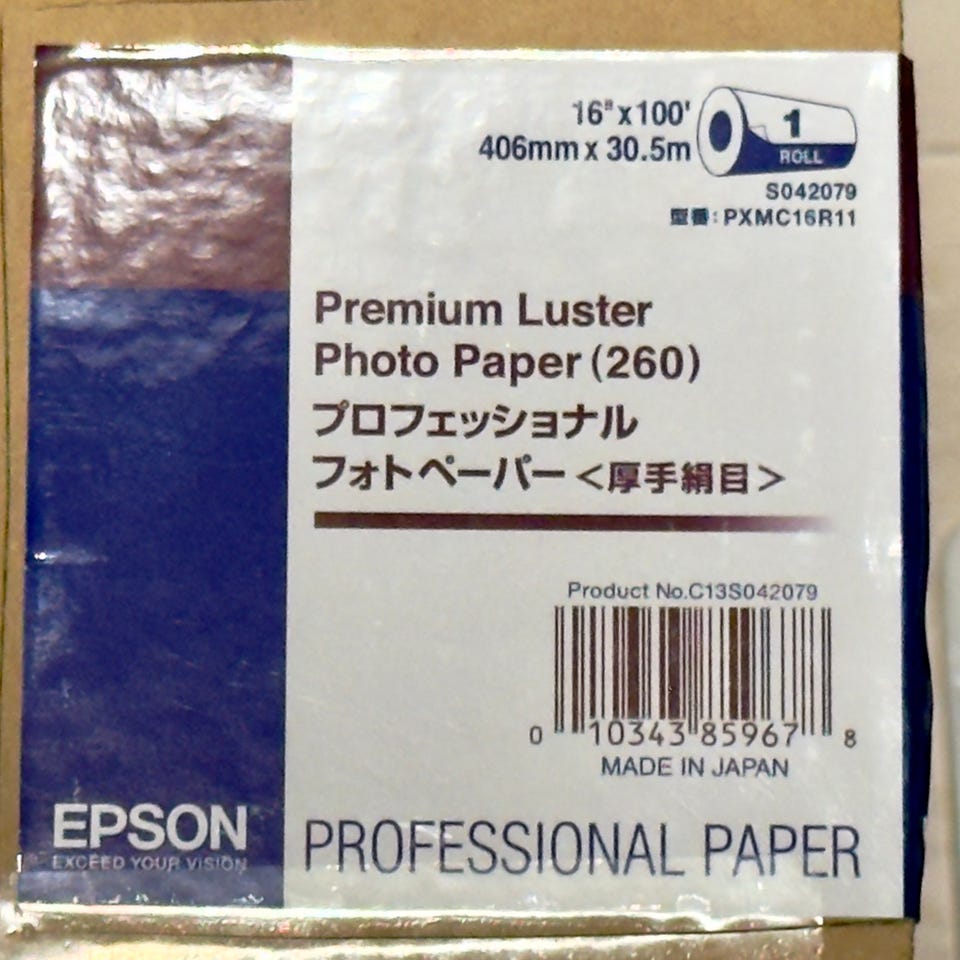 16"x100'
406mm x 30.5m
1
ROLL
S042079
型番:PXMC16R11
Premium Luster
Photo Paper (260)
プロフェッショナル
フォトペーパー<厚手絹目>
Product No.C13S042079
0 10343 85967 8
MADE IN JAPAN
EPSON
EXCEED YOUR VISION
PROFESSIONAL PAPER